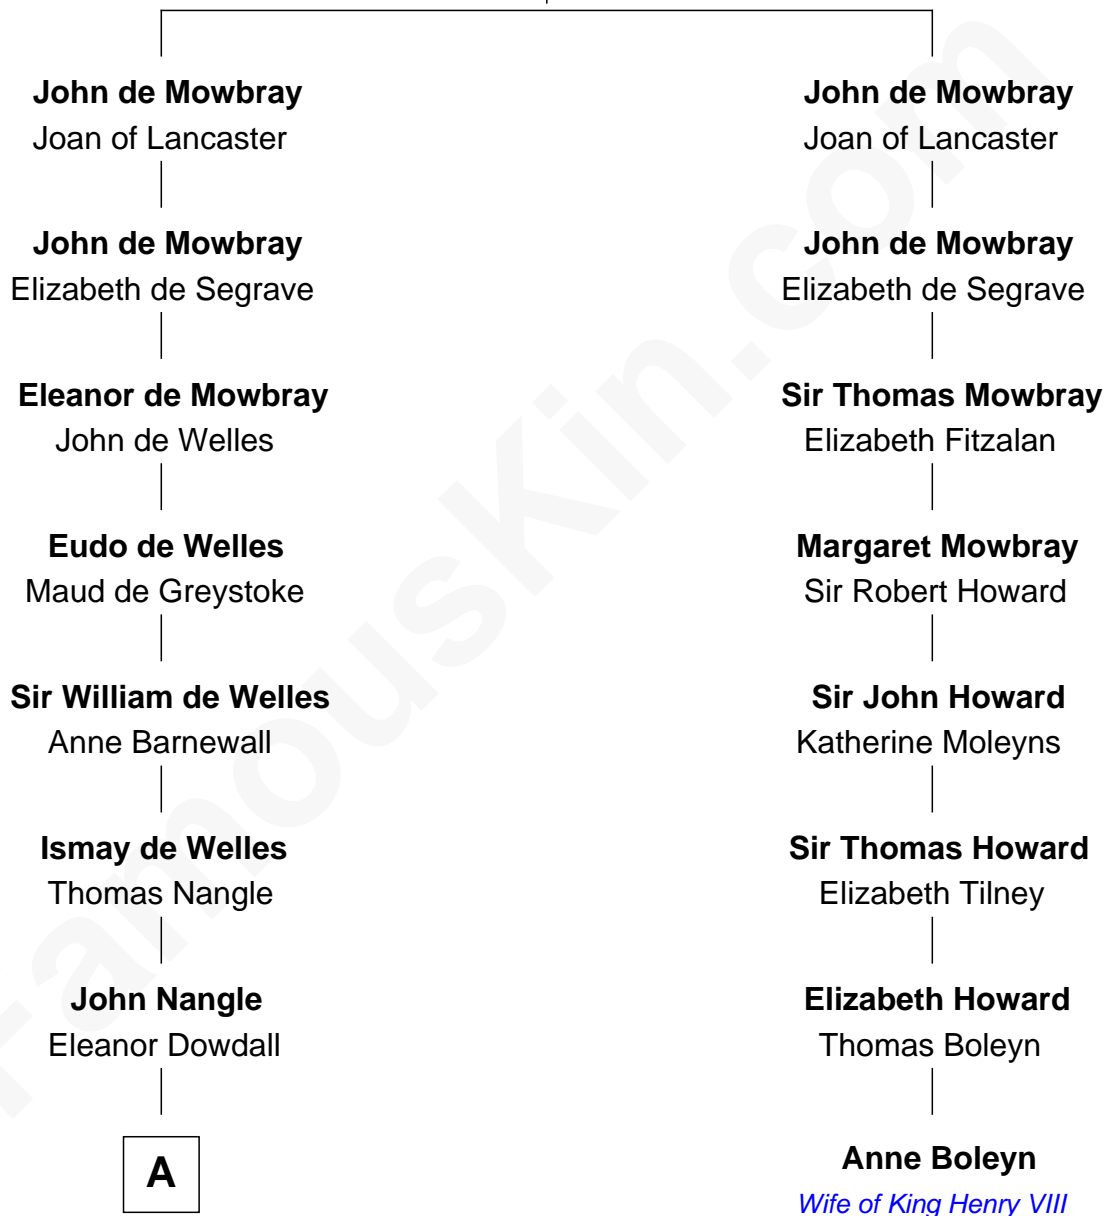 John de Mowbray
Joan of Lancaster
John de Mowbray
Elizabeth de Segrave
Eleanor de Mowbray
John de Welles
Eudo de Welles
Maud de Greystoke
Sir William de Welles
Anne Barnewall
Ismay de Welles
Thomas Nangle
John Nangle
Eleanor Dowdall
A
John de Mowbray
Joan of Lancaster
John de Mowbray
Elizabeth de Segrave
Sir Thomas Mowbray
Elizabeth Fitzalan
Margaret Mowbray
Sir Robert Howard
Sir John Howard
Katherine Moleyns
Sir Thomas Howard
Elizabeth Tilney
Elizabeth Howard
Thomas Boleyn
Anne Boleyn
Wife of King Henry VIII
FamousKin.com